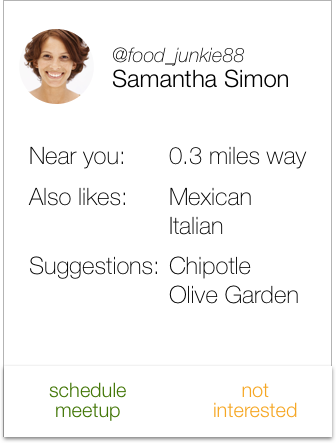 @food_junkie88
Samantha Simon
Near you: 0.3 miles way
Also likes: Mexican
Italian
Suggestions: Chipotle
Olive Garden
schedule meetup
not interested